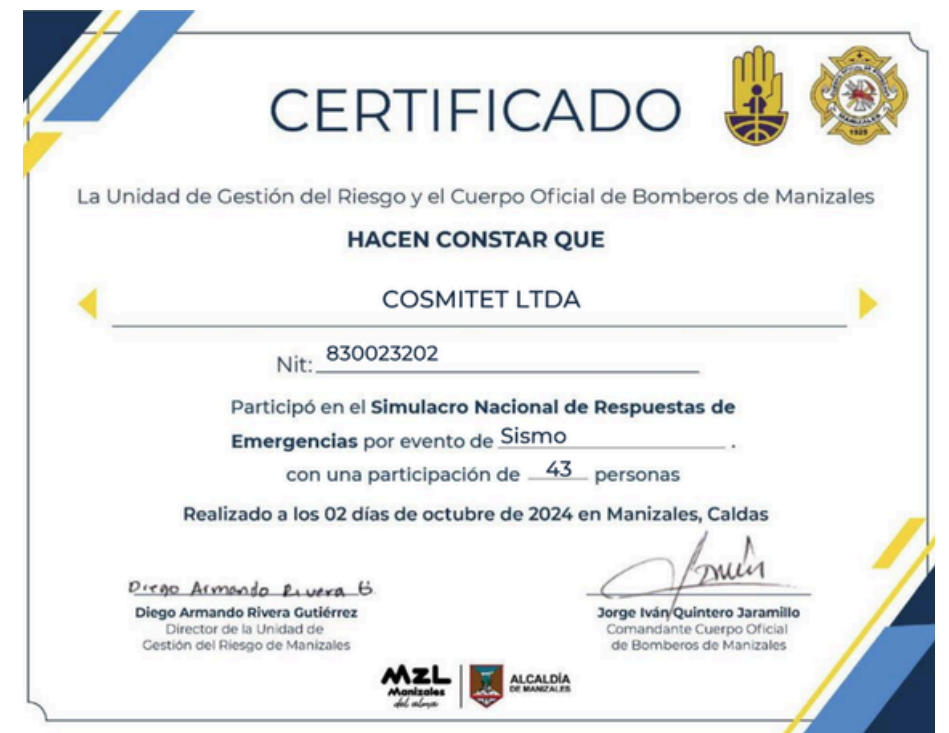 CERTIFICADO
La Unidad de Gestión del Riesgo y el Cuerpo Oficial de Bomberos de Manizales
HACEN CONSTAR QUE
COSMITET LTDA
Nit: 830023202
Participó en el Simulacro Nacional de Respuestas de
Emergencias por evento de Sismo .
con una participación de 43 personas
Realizado a los 02 días de octubre de 2024 en Manizales, Caldas
Diego Armando Rivera G
Diego Armando Rivera Gutiérrez
Director de la Unidad de
Gestión del Riesgo de Manizales
Jorge Iván Quintero Jaramillo
Comandante Cuerpo Oficial
de Bomberos de Manizales
MZL
Manizales
del alma
ALCALDÍA
DE MANIZALES
MANIZALES
1928